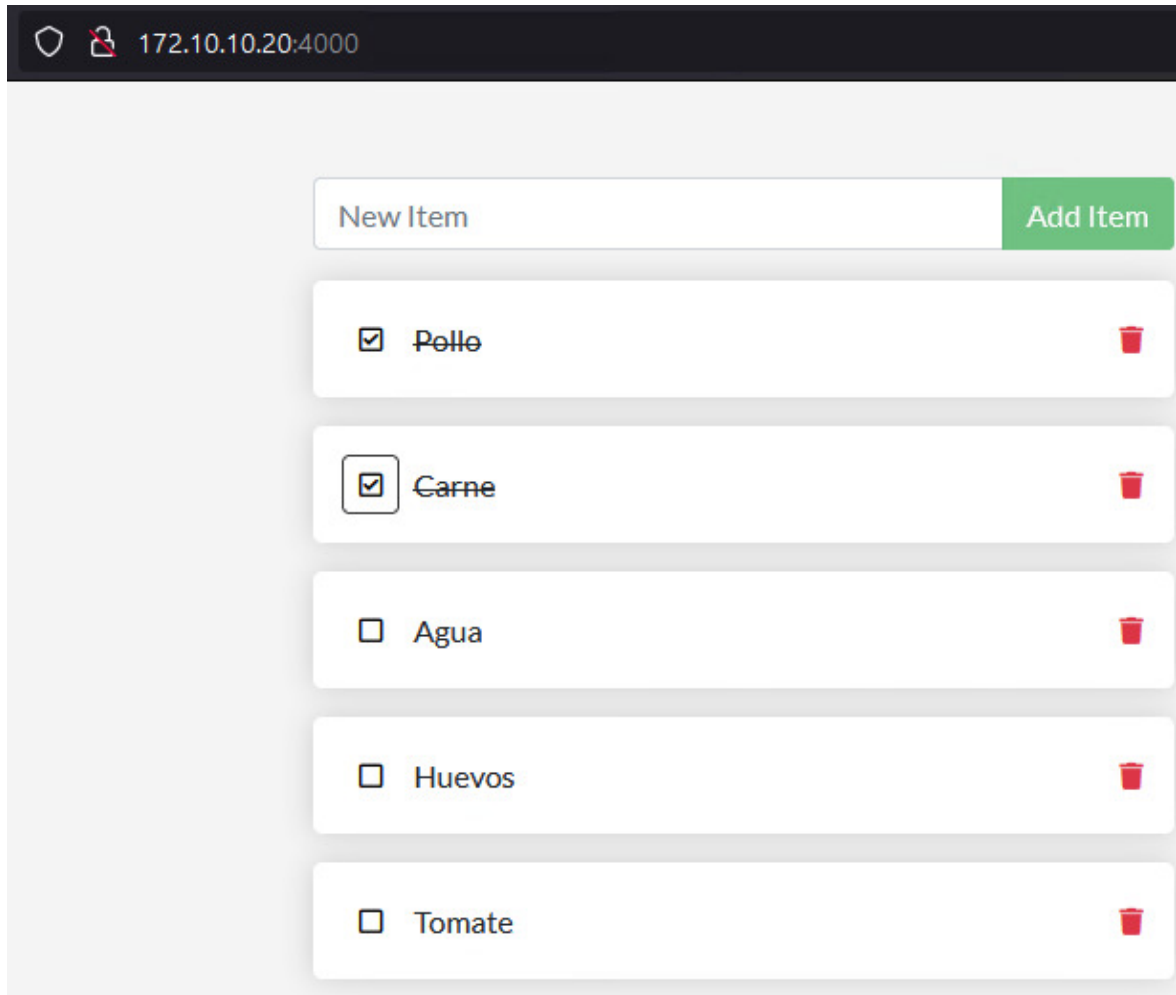 172.10.10.20:4000
New Item
Add Item
Pollo
Carne
Agua
Huevos
Tomate